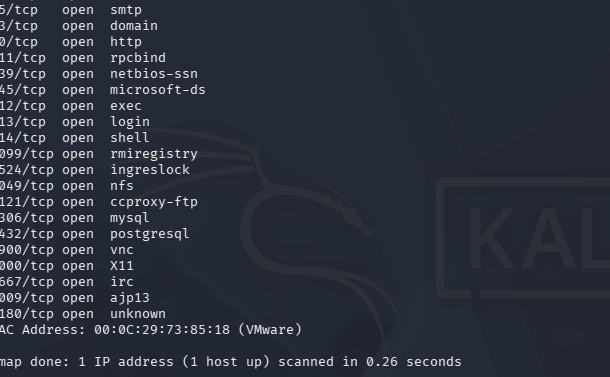 5/tcp open smtp
3/tcp open domain
0/tcp open http
11/tcp open rpcbind
39/tcp open netbios-ssn
45/tcp open microsoft-ds
12/tcp open exec
13/tcp open login
14/tcp open shell
099/tcp open rmiregistry
524/tcp open ingreslock
049/tcp open nfs
121/tcp open ccproxy-ftp
306/tcp open mysql
432/tcp open postgresql
900/tcp open vnc
000/tcp open X11
667/tcp open irc
009/tcp open ajp13
180/tcp open unknown
AC Address: 00:0C:29:73:85:18 (VMware)
map done: 1 IP address (1 host up) scanned in 0.26 seconds
KAL